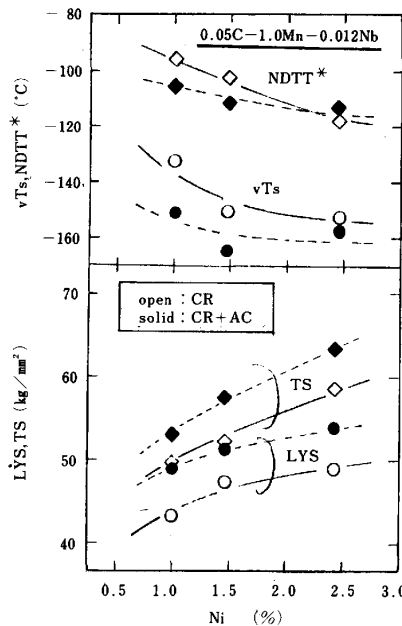 0.05C−1.0Mn−0.012Nb
−80
−100
−120
−140
−160
vTs,NDTT* (°C)
NDTT*
vTs
open : CR
solid : CR+AC
70
60
50
40
LYS,TS (kg/mm²)
TS
LYS
0.5 1.0 1.5 2.0 2.5 3.0
Ni (%)